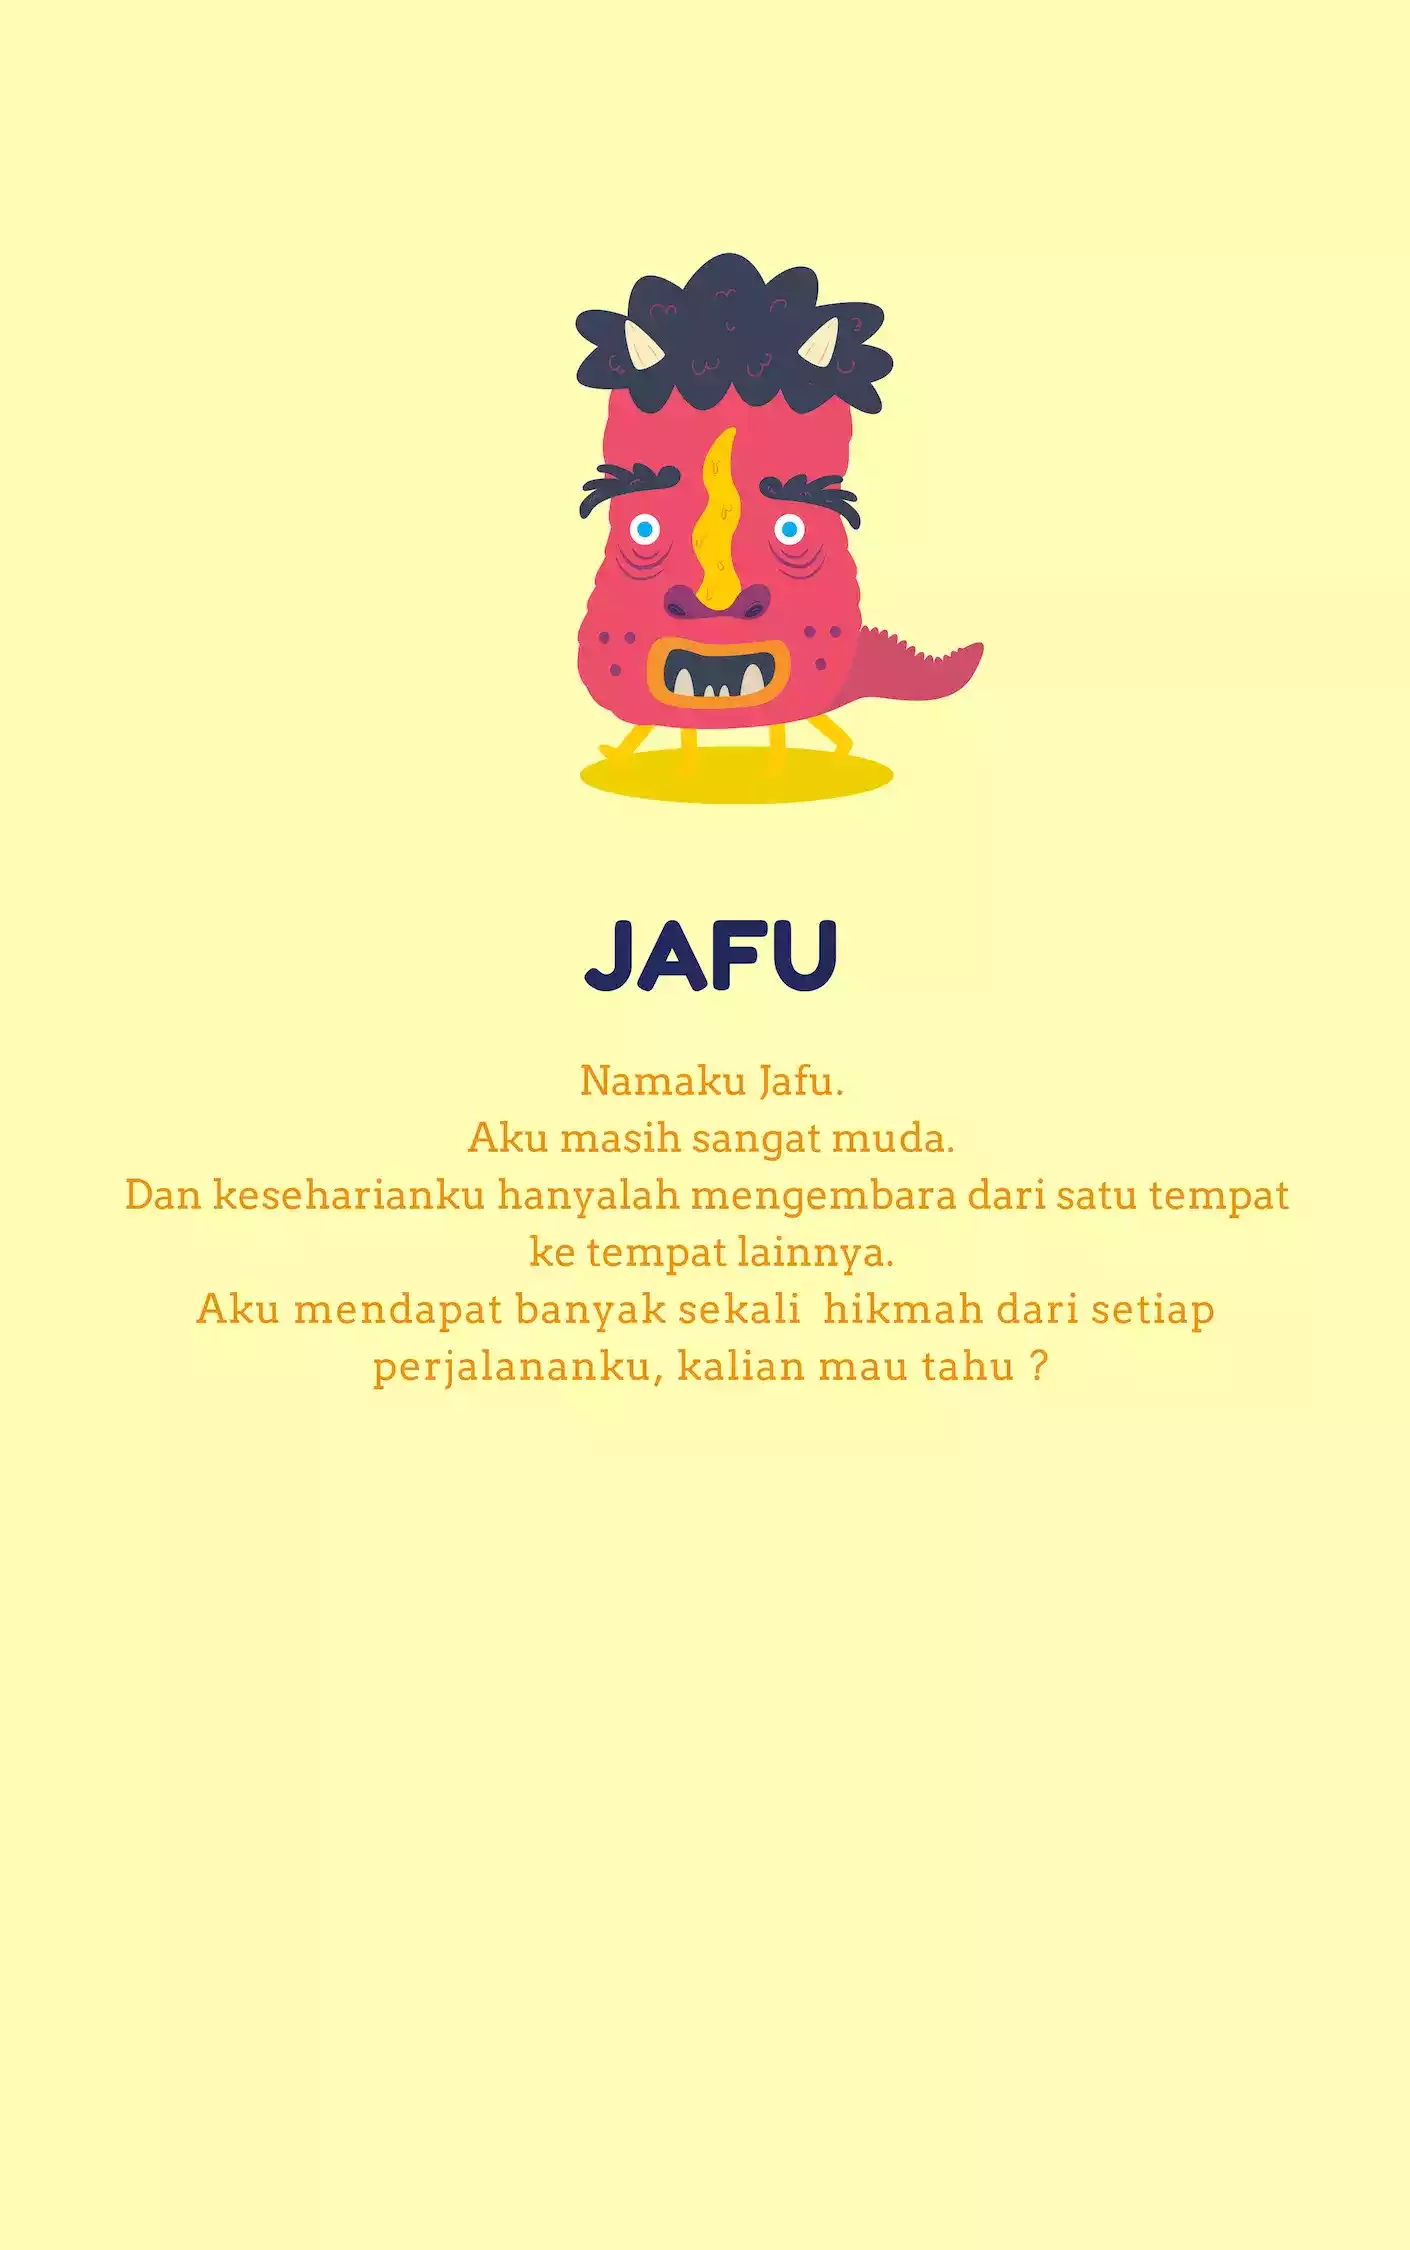 JAFU
Namaku Jafu.
Aku masih sangat muda.
Dan keseharianku hanyalah mengembara dari satu tempat
ke tempat lainnya.
Aku mendapat banyak sekali  hikmah dari setiap
perjalananku, kalian mau tahu ?